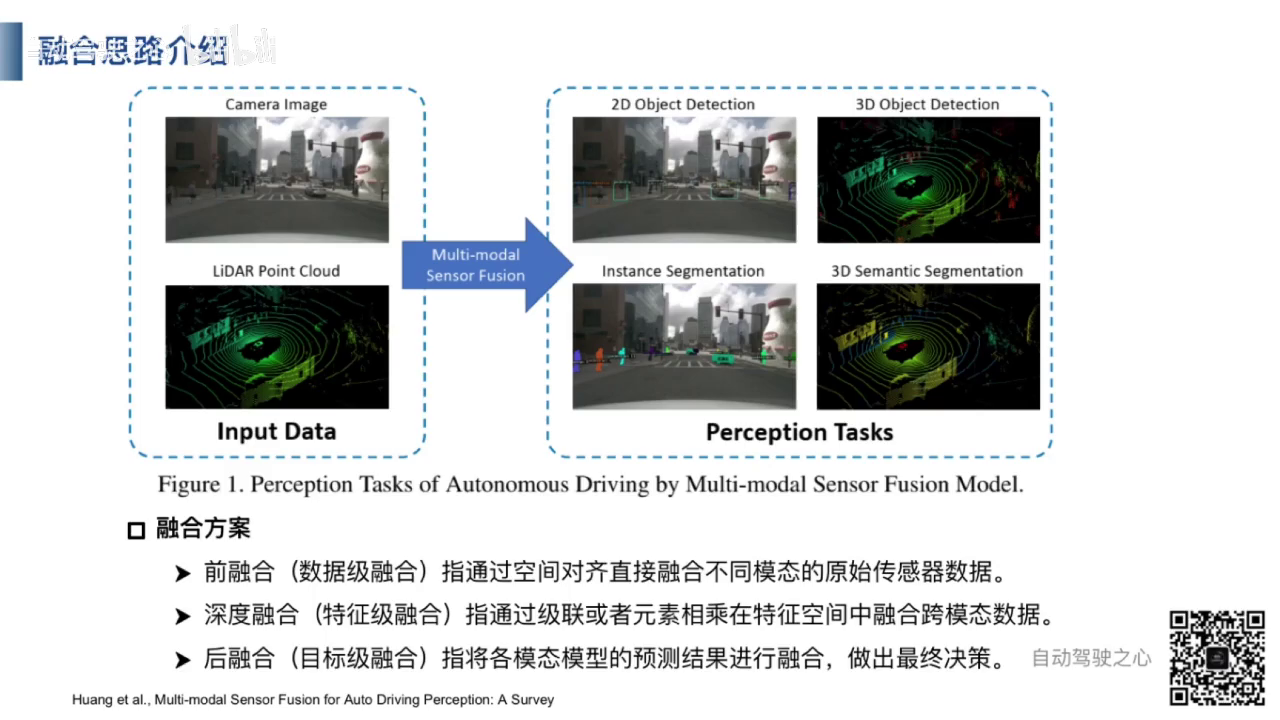 融合思路介绍
Camera Image
LiDAR Point Cloud
Input Data
Multi-modal
Sensor Fusion
2D Object Detection
3D Object Detection
Instance Segmentation
3D Semantic Segmentation
Perception Tasks
Figure 1. Perception Tasks of Autonomous Driving by Multi-modal Sensor Fusion Model.
融合方案
前融合（数据级融合）指通过空间对齐直接融合不同模态的原始传感器数据。
深度融合（特征级融合）指通过级联或者元素相乘在特征空间中融合跨模态数据。
后融合（目标级融合）指将各模态模型的预测结果进行融合，做出最终决策。
自动驾驶之心
Huang et al., Multi-modal Sensor Fusion for Auto Driving Perception: A Survey